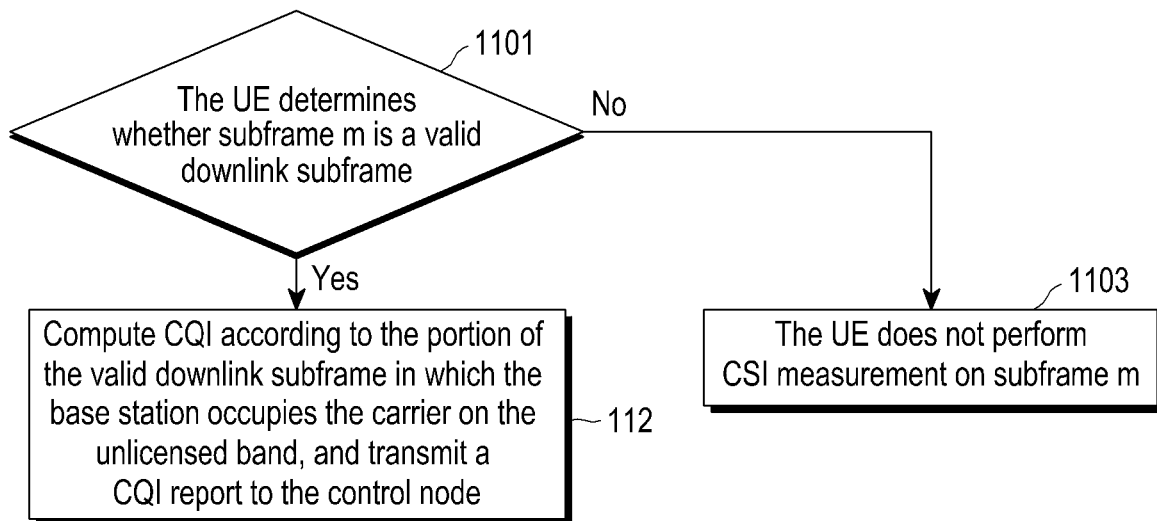 1101
The UE determines
whether subframe m is a valid
downlink subframe
No
Yes
Compute CQI according to the portion of
the valid downlink subframe in which the
base station occupies the carrier on the
unlicensed band, and transmit a
CQI report to the control node
112
1103
The UE does not perform
CSI measurement on subframe m